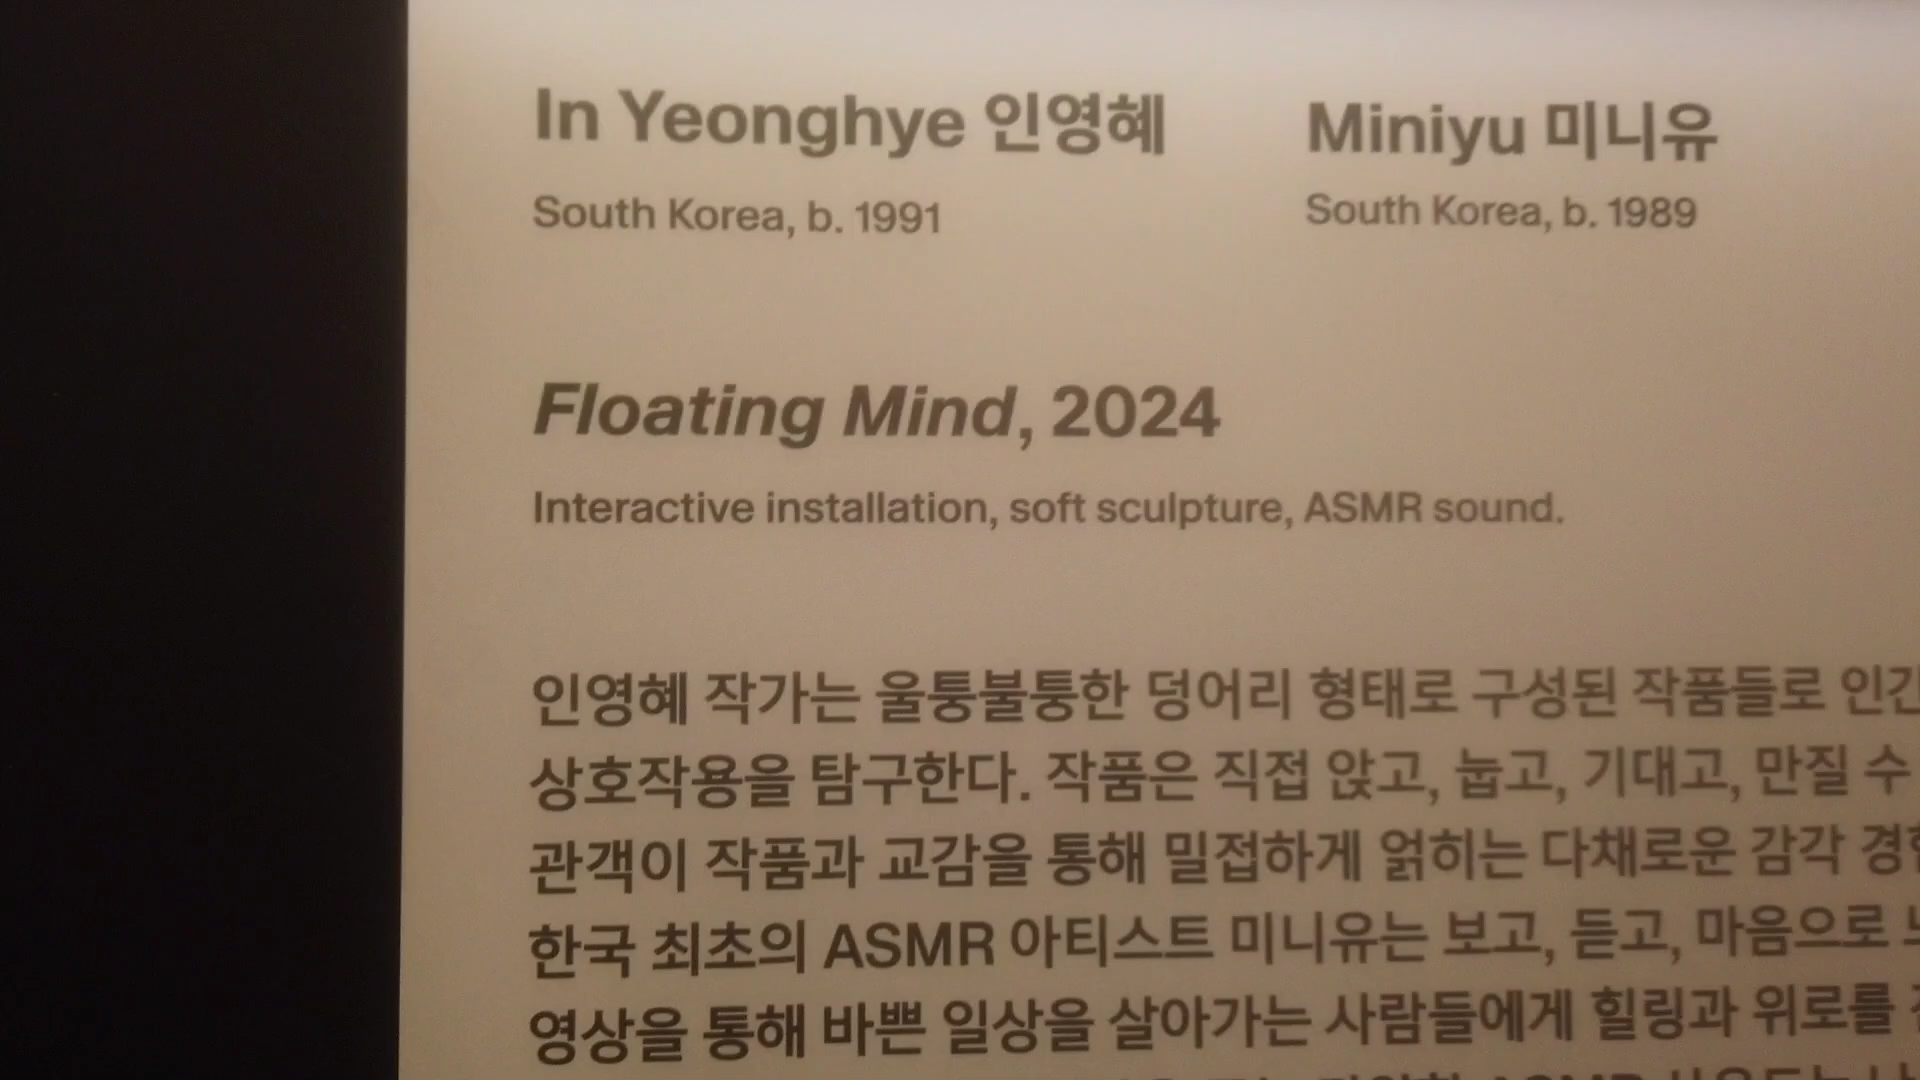 In Yeonghye 인영혜 Miniyu 미니유
South Korea, b. 1991 South Korea, b. 1989
Floating Mind, 2024
Interactive installation, soft sculpture, ASMR sound.
인영혜 작가는 울퉁불퉁한 덩어리 형태로 구성된 작품들로 인간
상호작용을 탐구한다. 작품은 직접 앉고, 눕고, 기대고, 만질 수
관객이 작품과 교감을 통해 밀접하게 얽히는 다채로운 감각
한국 최초의 ASMR 아티스트 미니유는 보고, 듣고, 마음으로
영상을 통해 바쁜 일상을 살아가는 사람들에게 힐링과 위로를